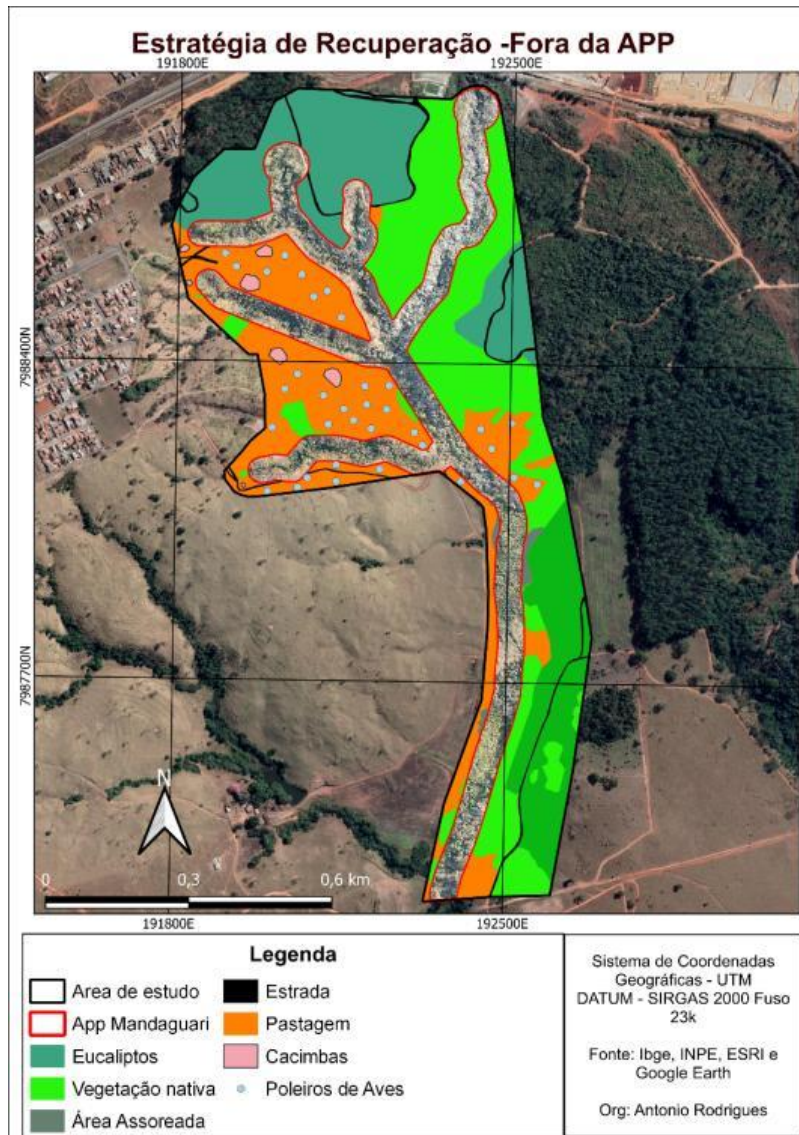 Estratégia de Recuperação -Fora da APP
191800E
192500E
7988400N
7987700N
N
0
0,3
0,6 km
191800E
192500E
Legenda
Area de estudo
Estrada
App Mandaguari
Pastagem
Eucaliptos
Cacimbas
Vegetação nativa
Poleiros de Aves
Área Assoreada
Sistema de Coordenadas
Geográficas - UTM
DATUM - SIRGAS 2000 Fuso
23k
Fonte: Ibge, INPE, ESRI e
Google Earth
Org: Antonio Rodrigues